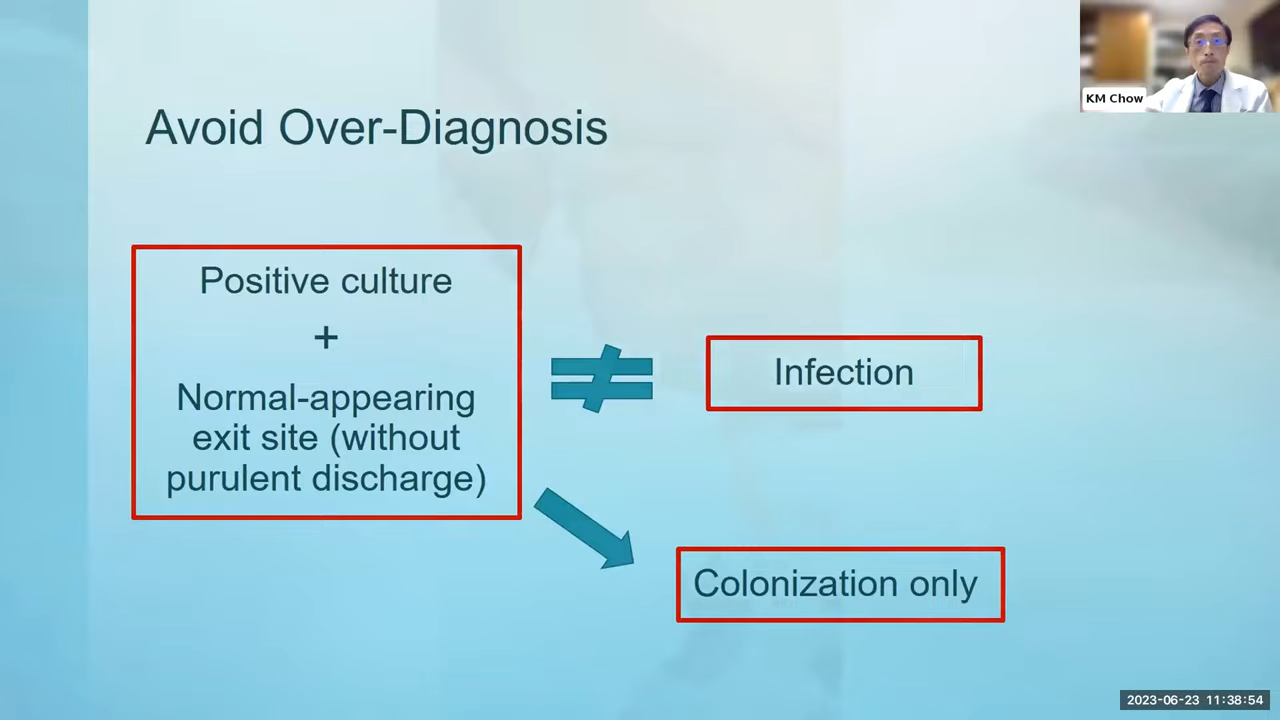 KM Chow
Avoid Over-Diagnosis
Positive culture
+
Normal-appearing
exit site (without
purulent discharge)
≠
Infection
Colonization only
2023-06-23 11:38:54